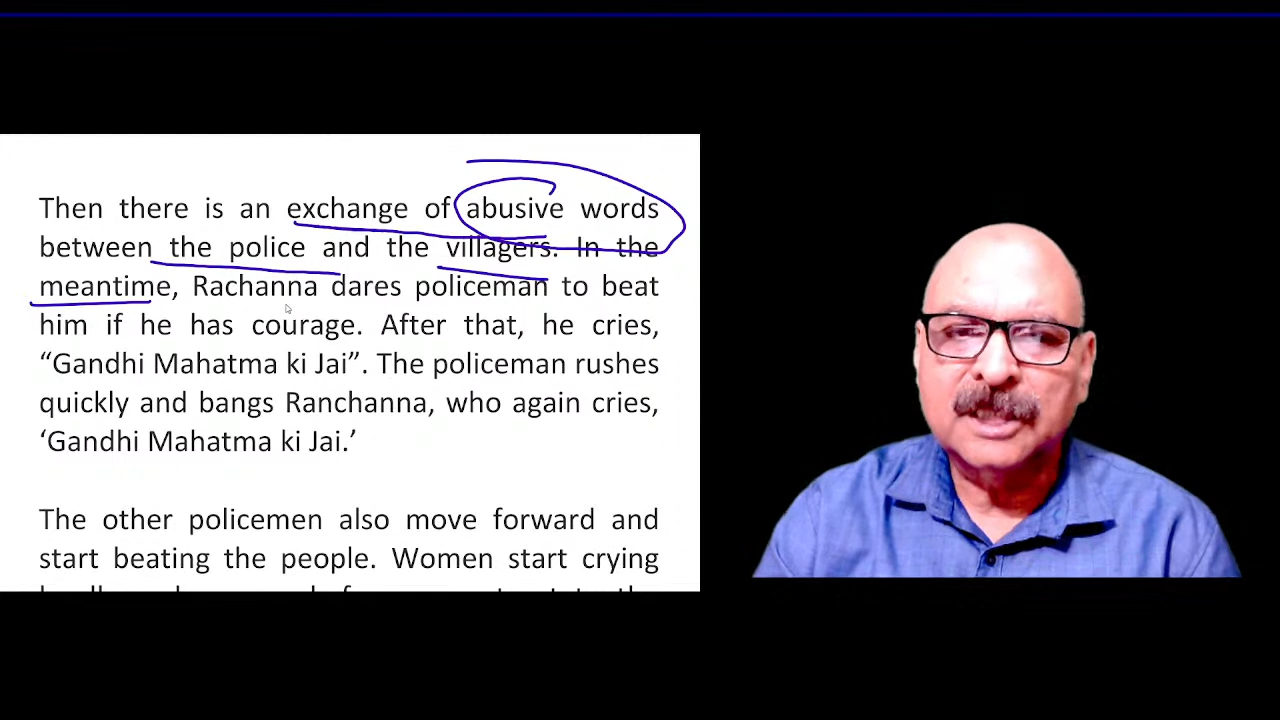 Then there is an exchange of abusive words
between the police and the villagers. In the
meantime, Rachanna dares policeman to beat
him if he has courage. After that, he cries,
“Gandhi Mahatma ki Jai”. The policeman rushes
quickly and bangs Ranchanna, who again cries,
‘Gandhi Mahatma ki Jai.’
The other policemen also move forward and
start beating the people. Women start crying